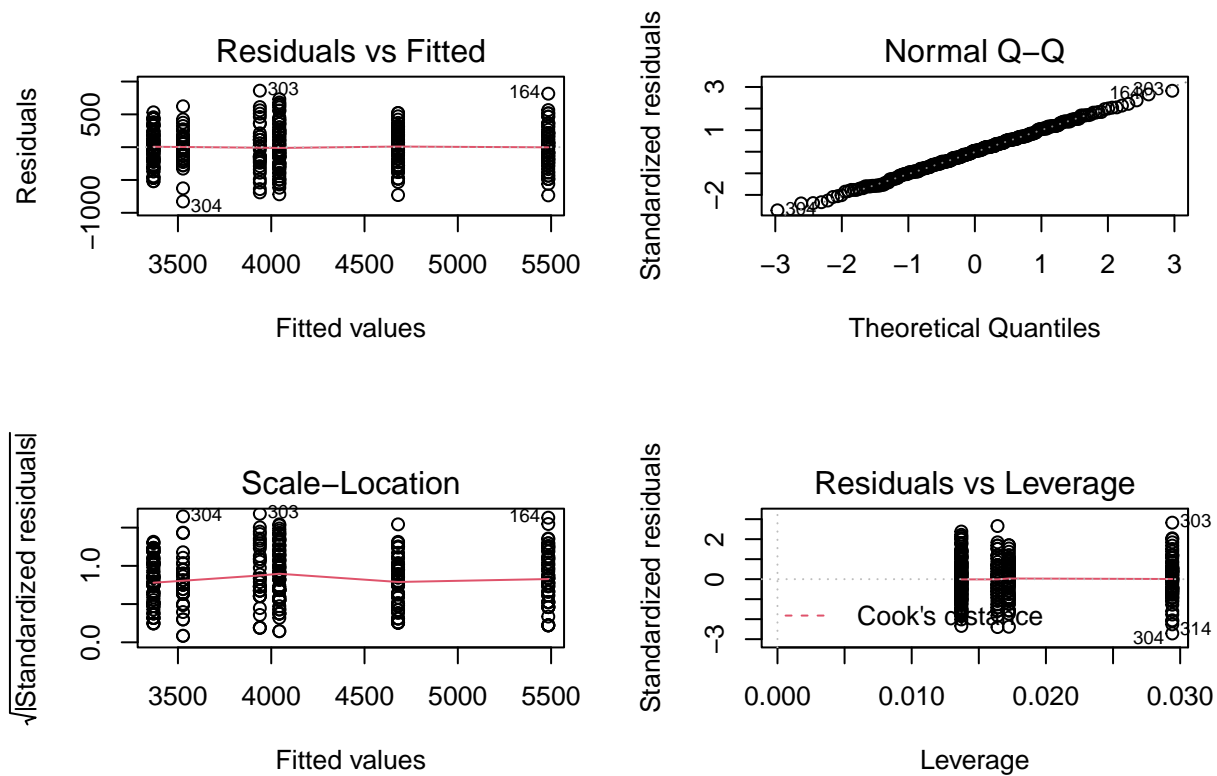 Residuals vs Fitted
Residuals
500
−1000
303
164
304
3500 4000 4500 5000 5500
Fitted values
Normal Q−Q
Standardized residuals
3
1
−2
303
164
304
−3 −2 −1 0 1 2 3
Theoretical Quantiles
Scale−Location
√|Standardized residuals|
1.0
0.0
304
303
164
3500 4000 4500 5000 5500
Fitted values
Residuals vs Leverage
Standardized residuals
2
0
−3
303
Cook's distance
304
314
0.000 0.010 0.020 0.030
Leverage